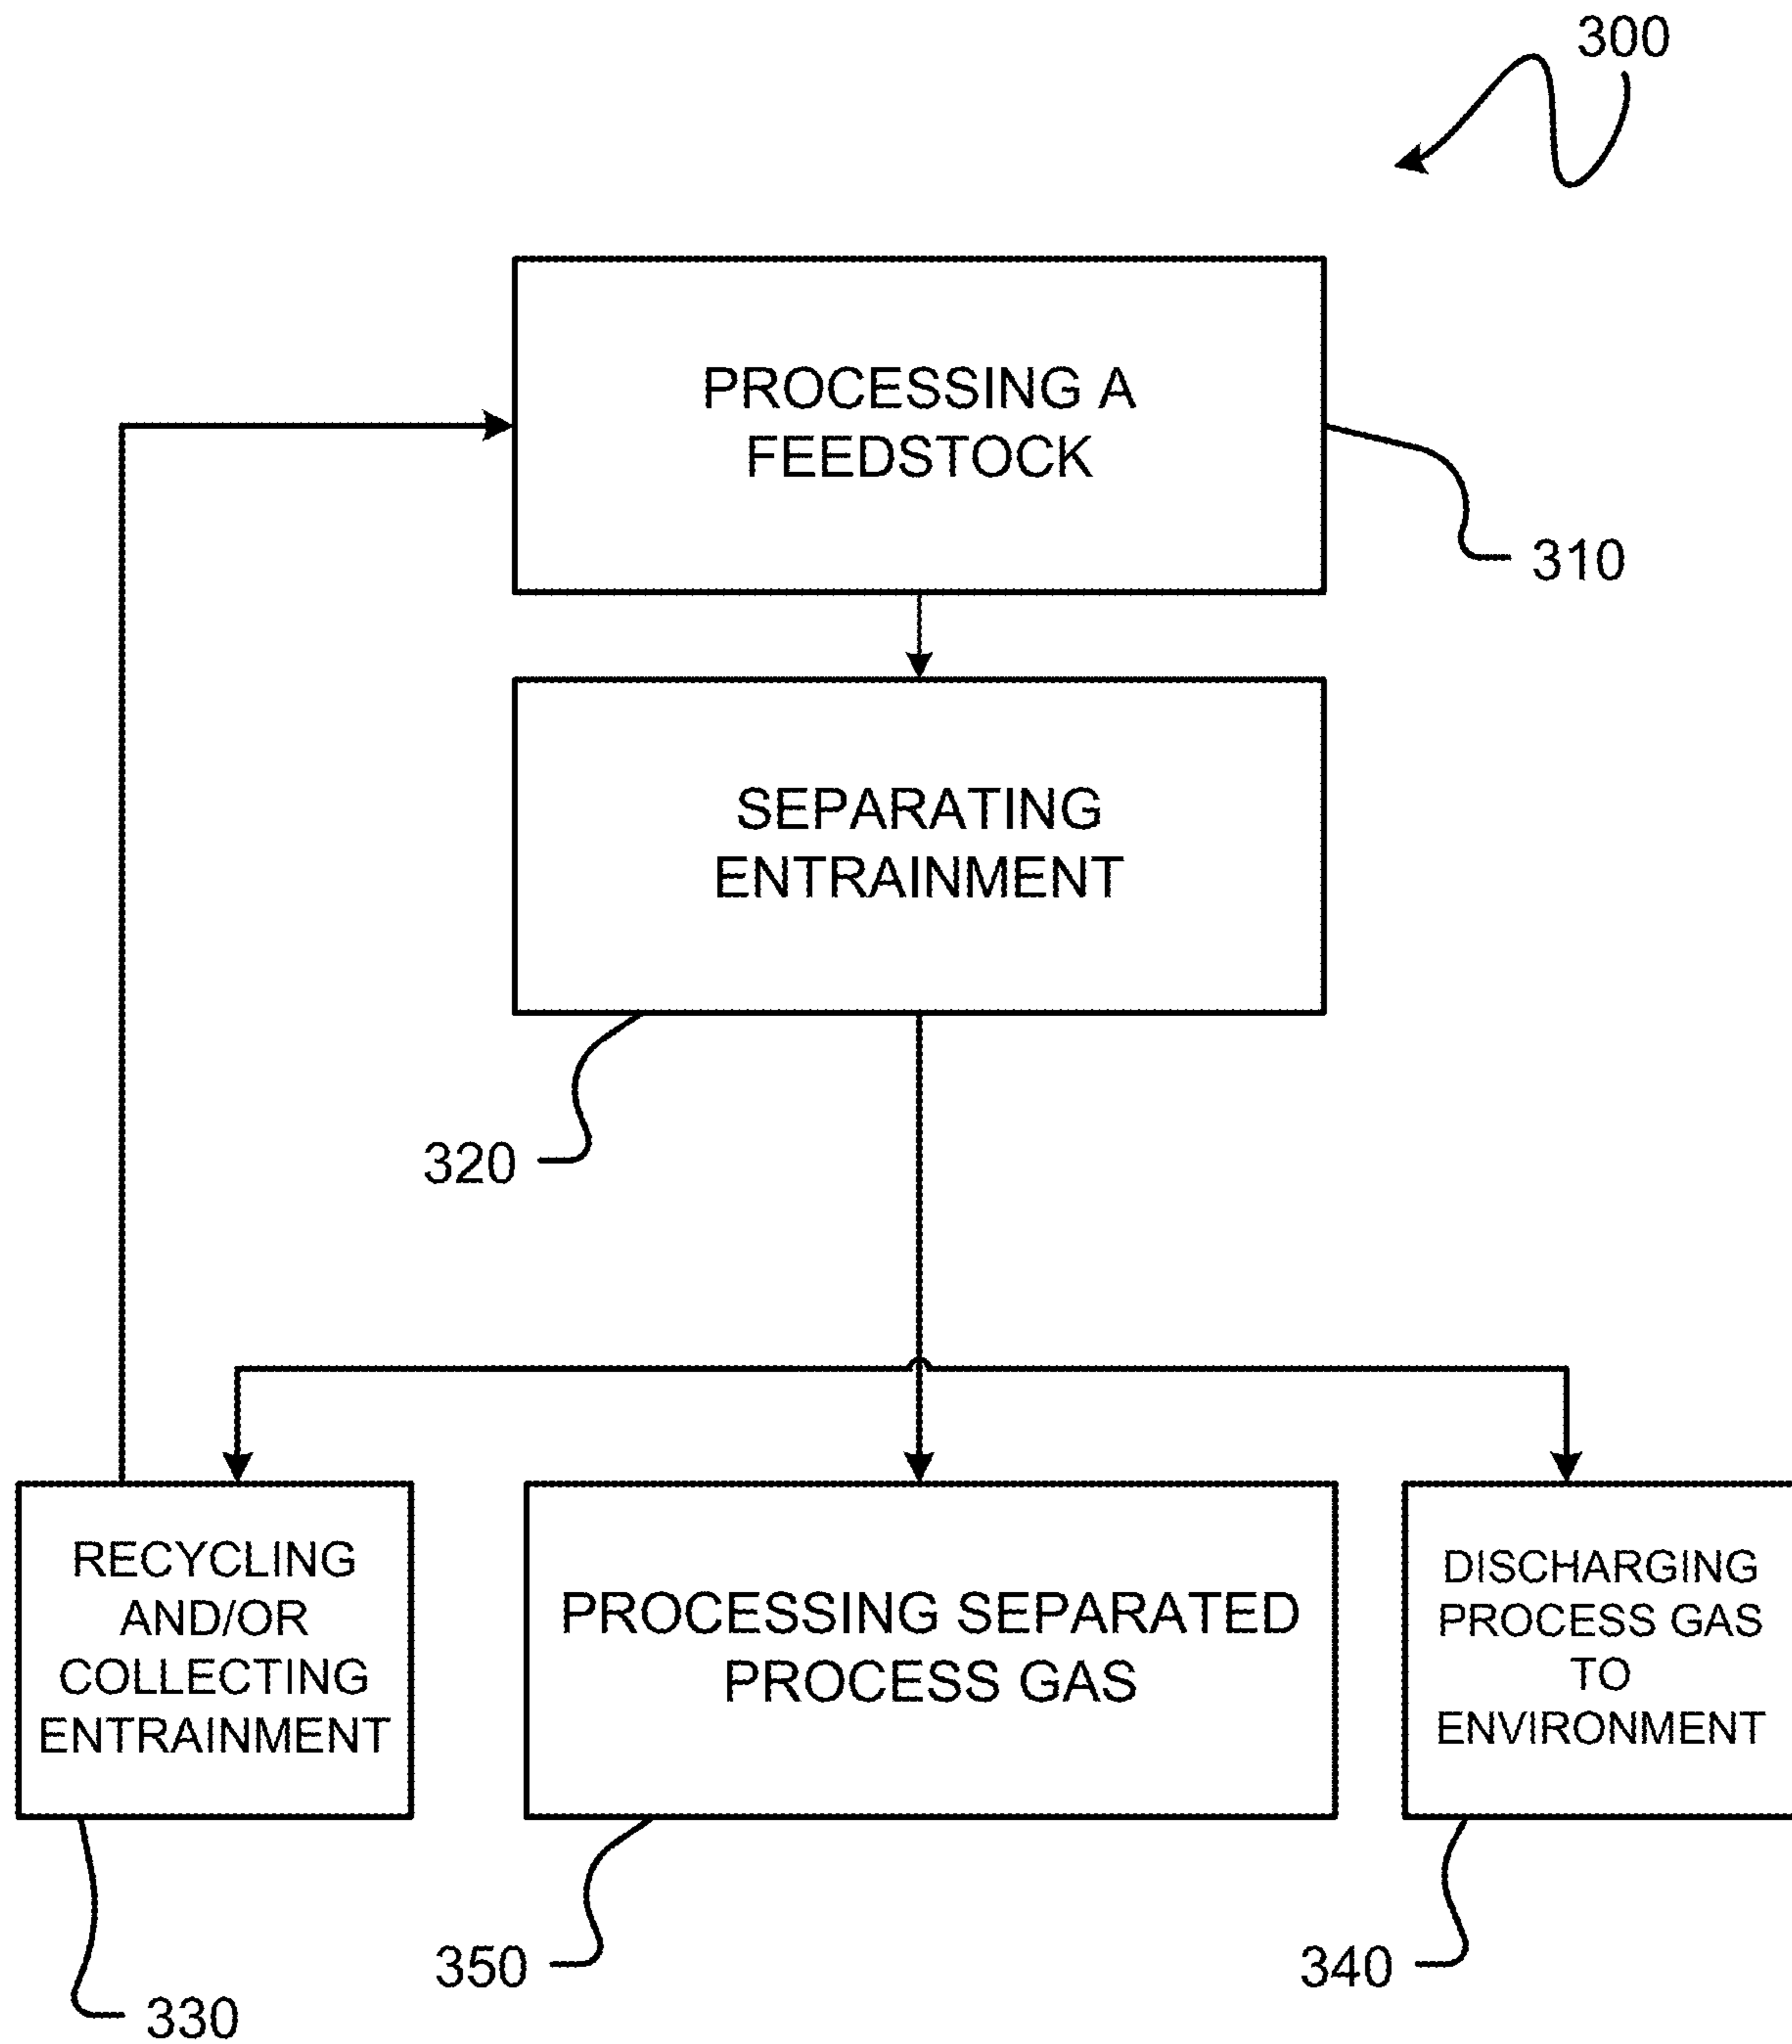 300
PROCESSING A
FEEDSTOCK
310
SEPARATING
ENTRAINMENT
320
RECYCLING
AND/OR
COLLECTING
ENTRAINMENT
PROCESSING SEPARATED
PROCESS GAS
DISCHARGING
PROCESS GAS
TO
ENVIRONMENT
350
340
330